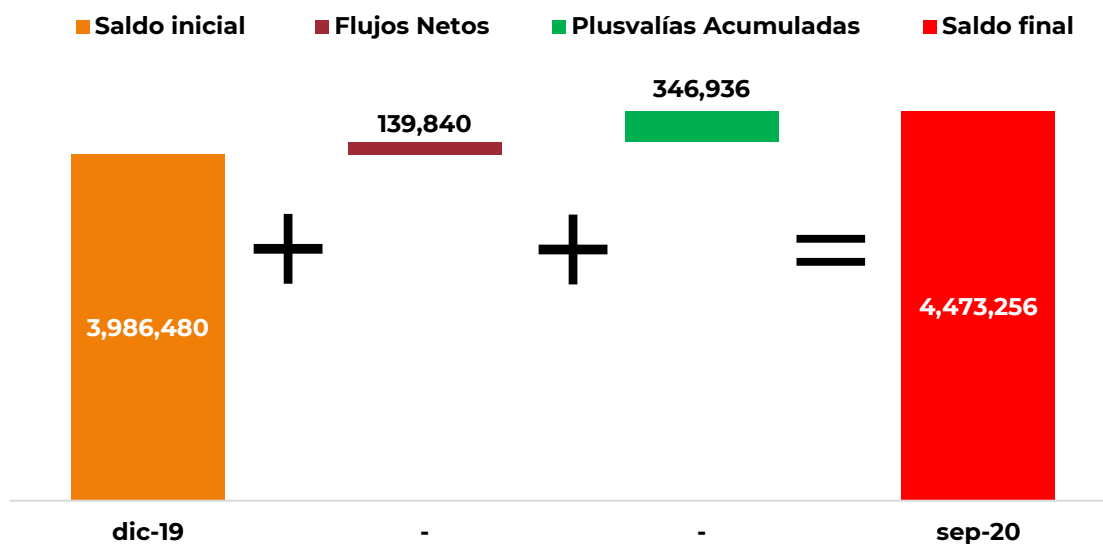 Saldo inicial Flujos Netos Plusvalías Acumuladas Saldo final
346,936
139,840
+ + =
3,986,480
4,473,256
dic-19 - - sep-20